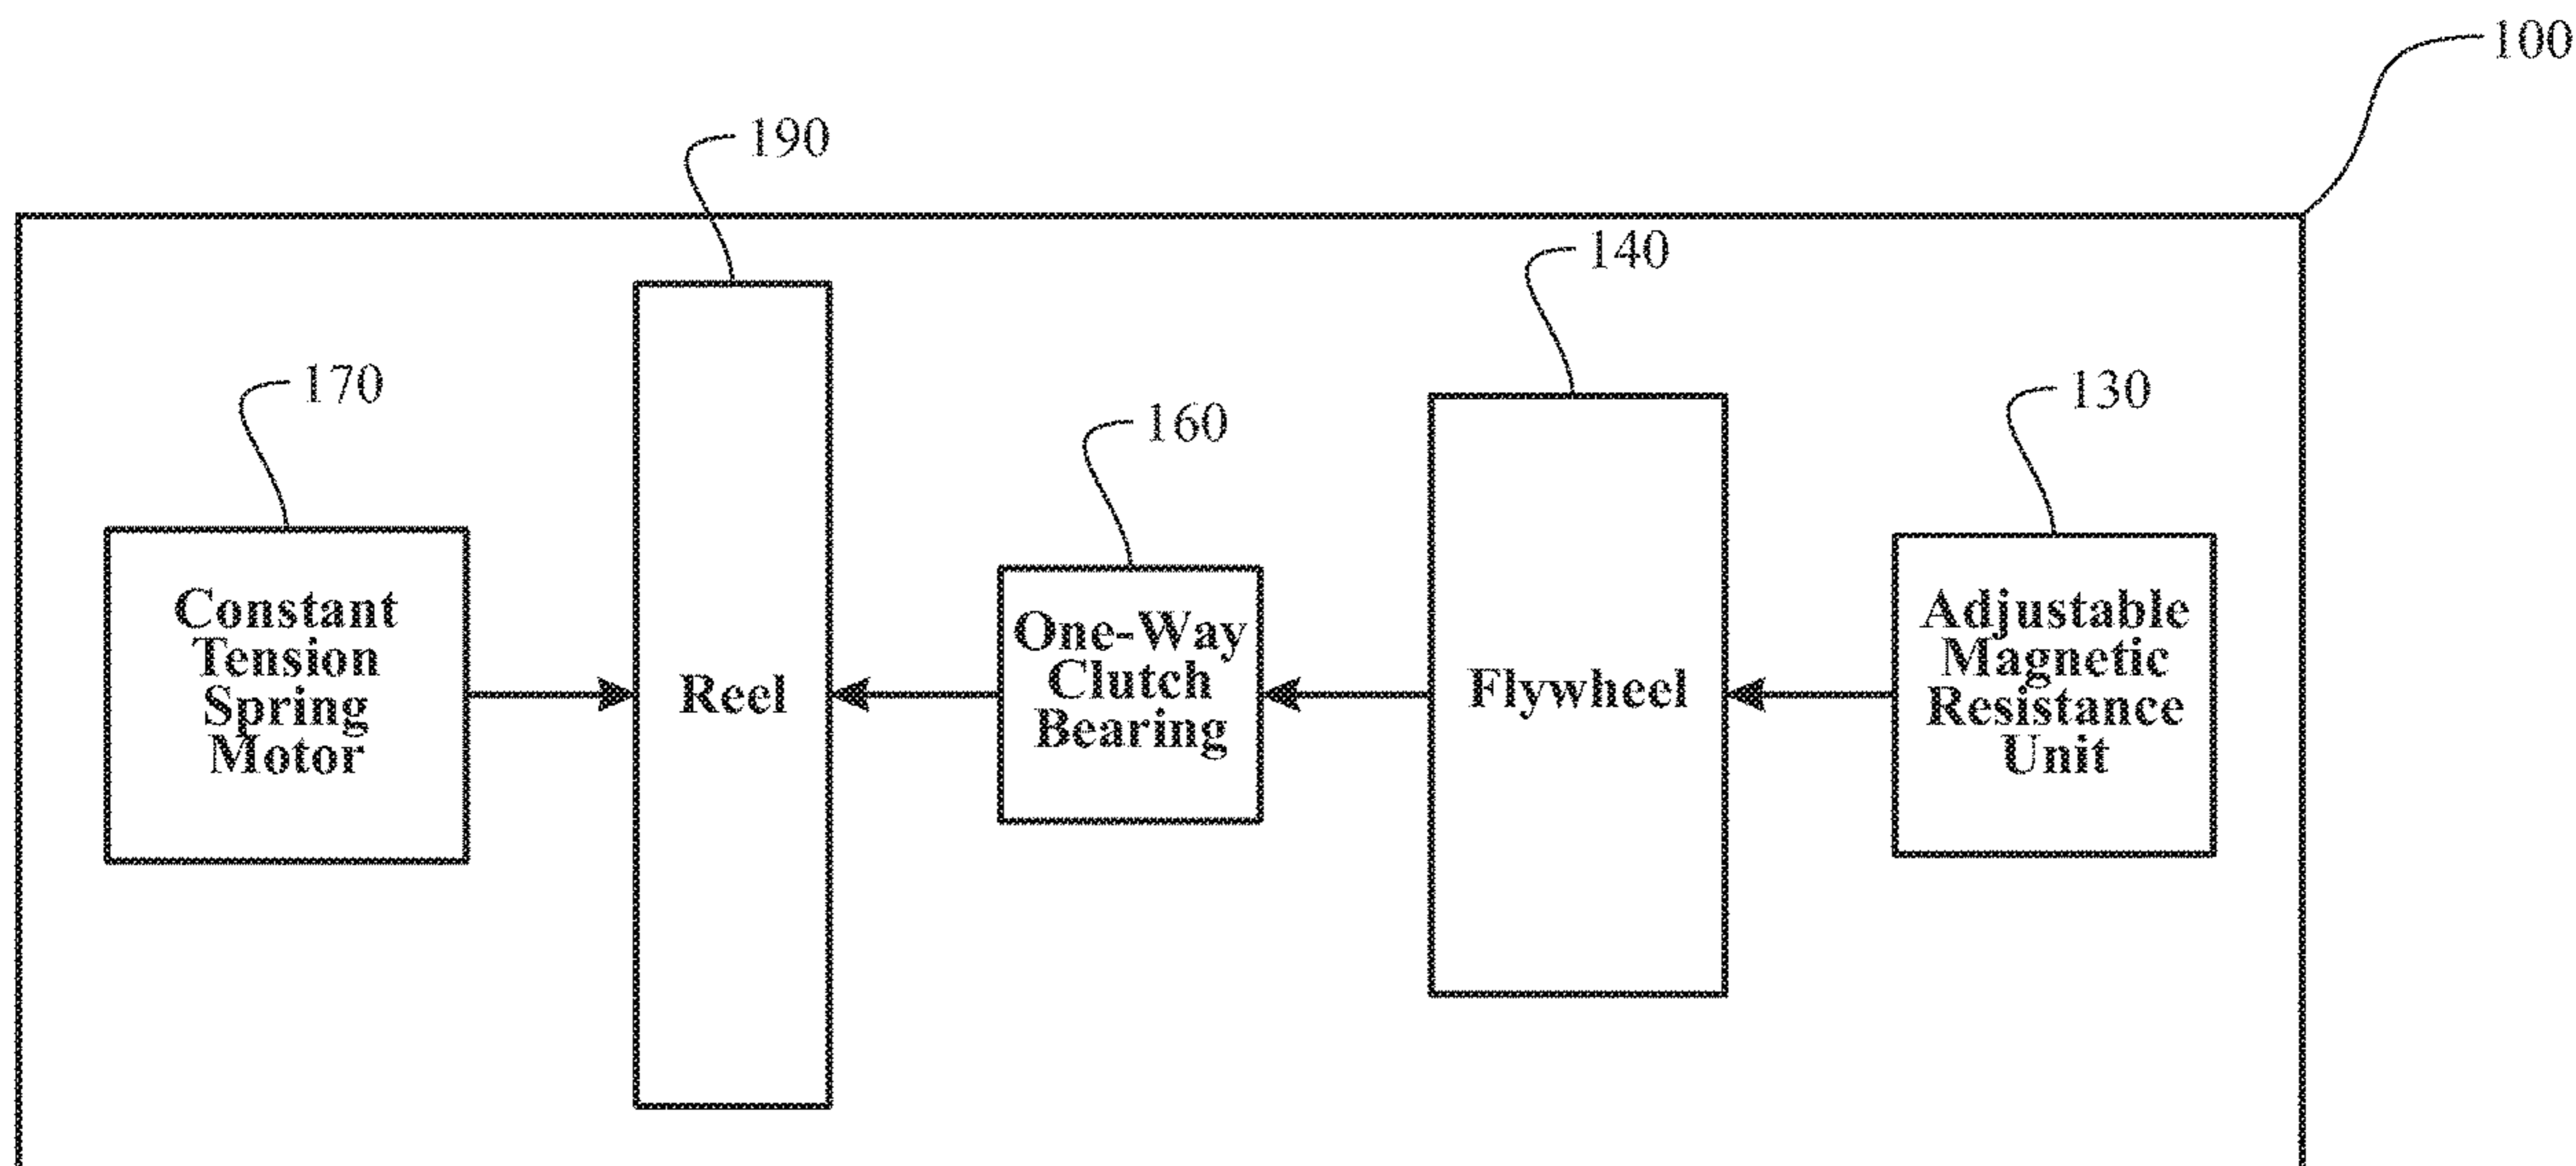 100
190
140
170
130
160
Constant
Tension
Spring
Motor
Reel
One-Way
Clutch
Bearing
Flywheel
Adjustable
Magnetic
Resistance
Unit